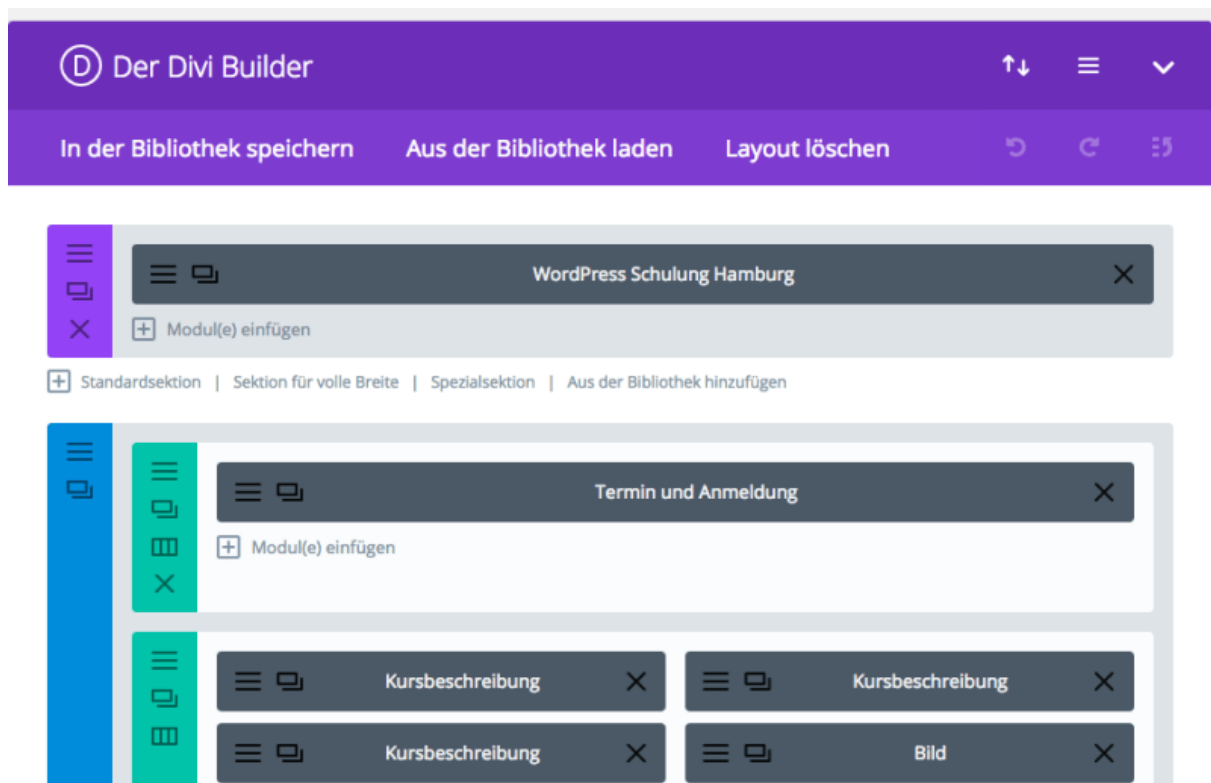 D Der Divi Builder
In der Bibliothek speichern Aus der Bibliothek laden Layout löschen
WordPress Schulung Hamburg
Modul(e) einfügen
Standardsektion | Sektion für volle Breite | Spezialsektion | Aus der Bibliothek hinzufügen
Termin und Anmeldung
Modul(e) einfügen
Kursbeschreibung Kursbeschreibung
Kursbeschreibung Bild